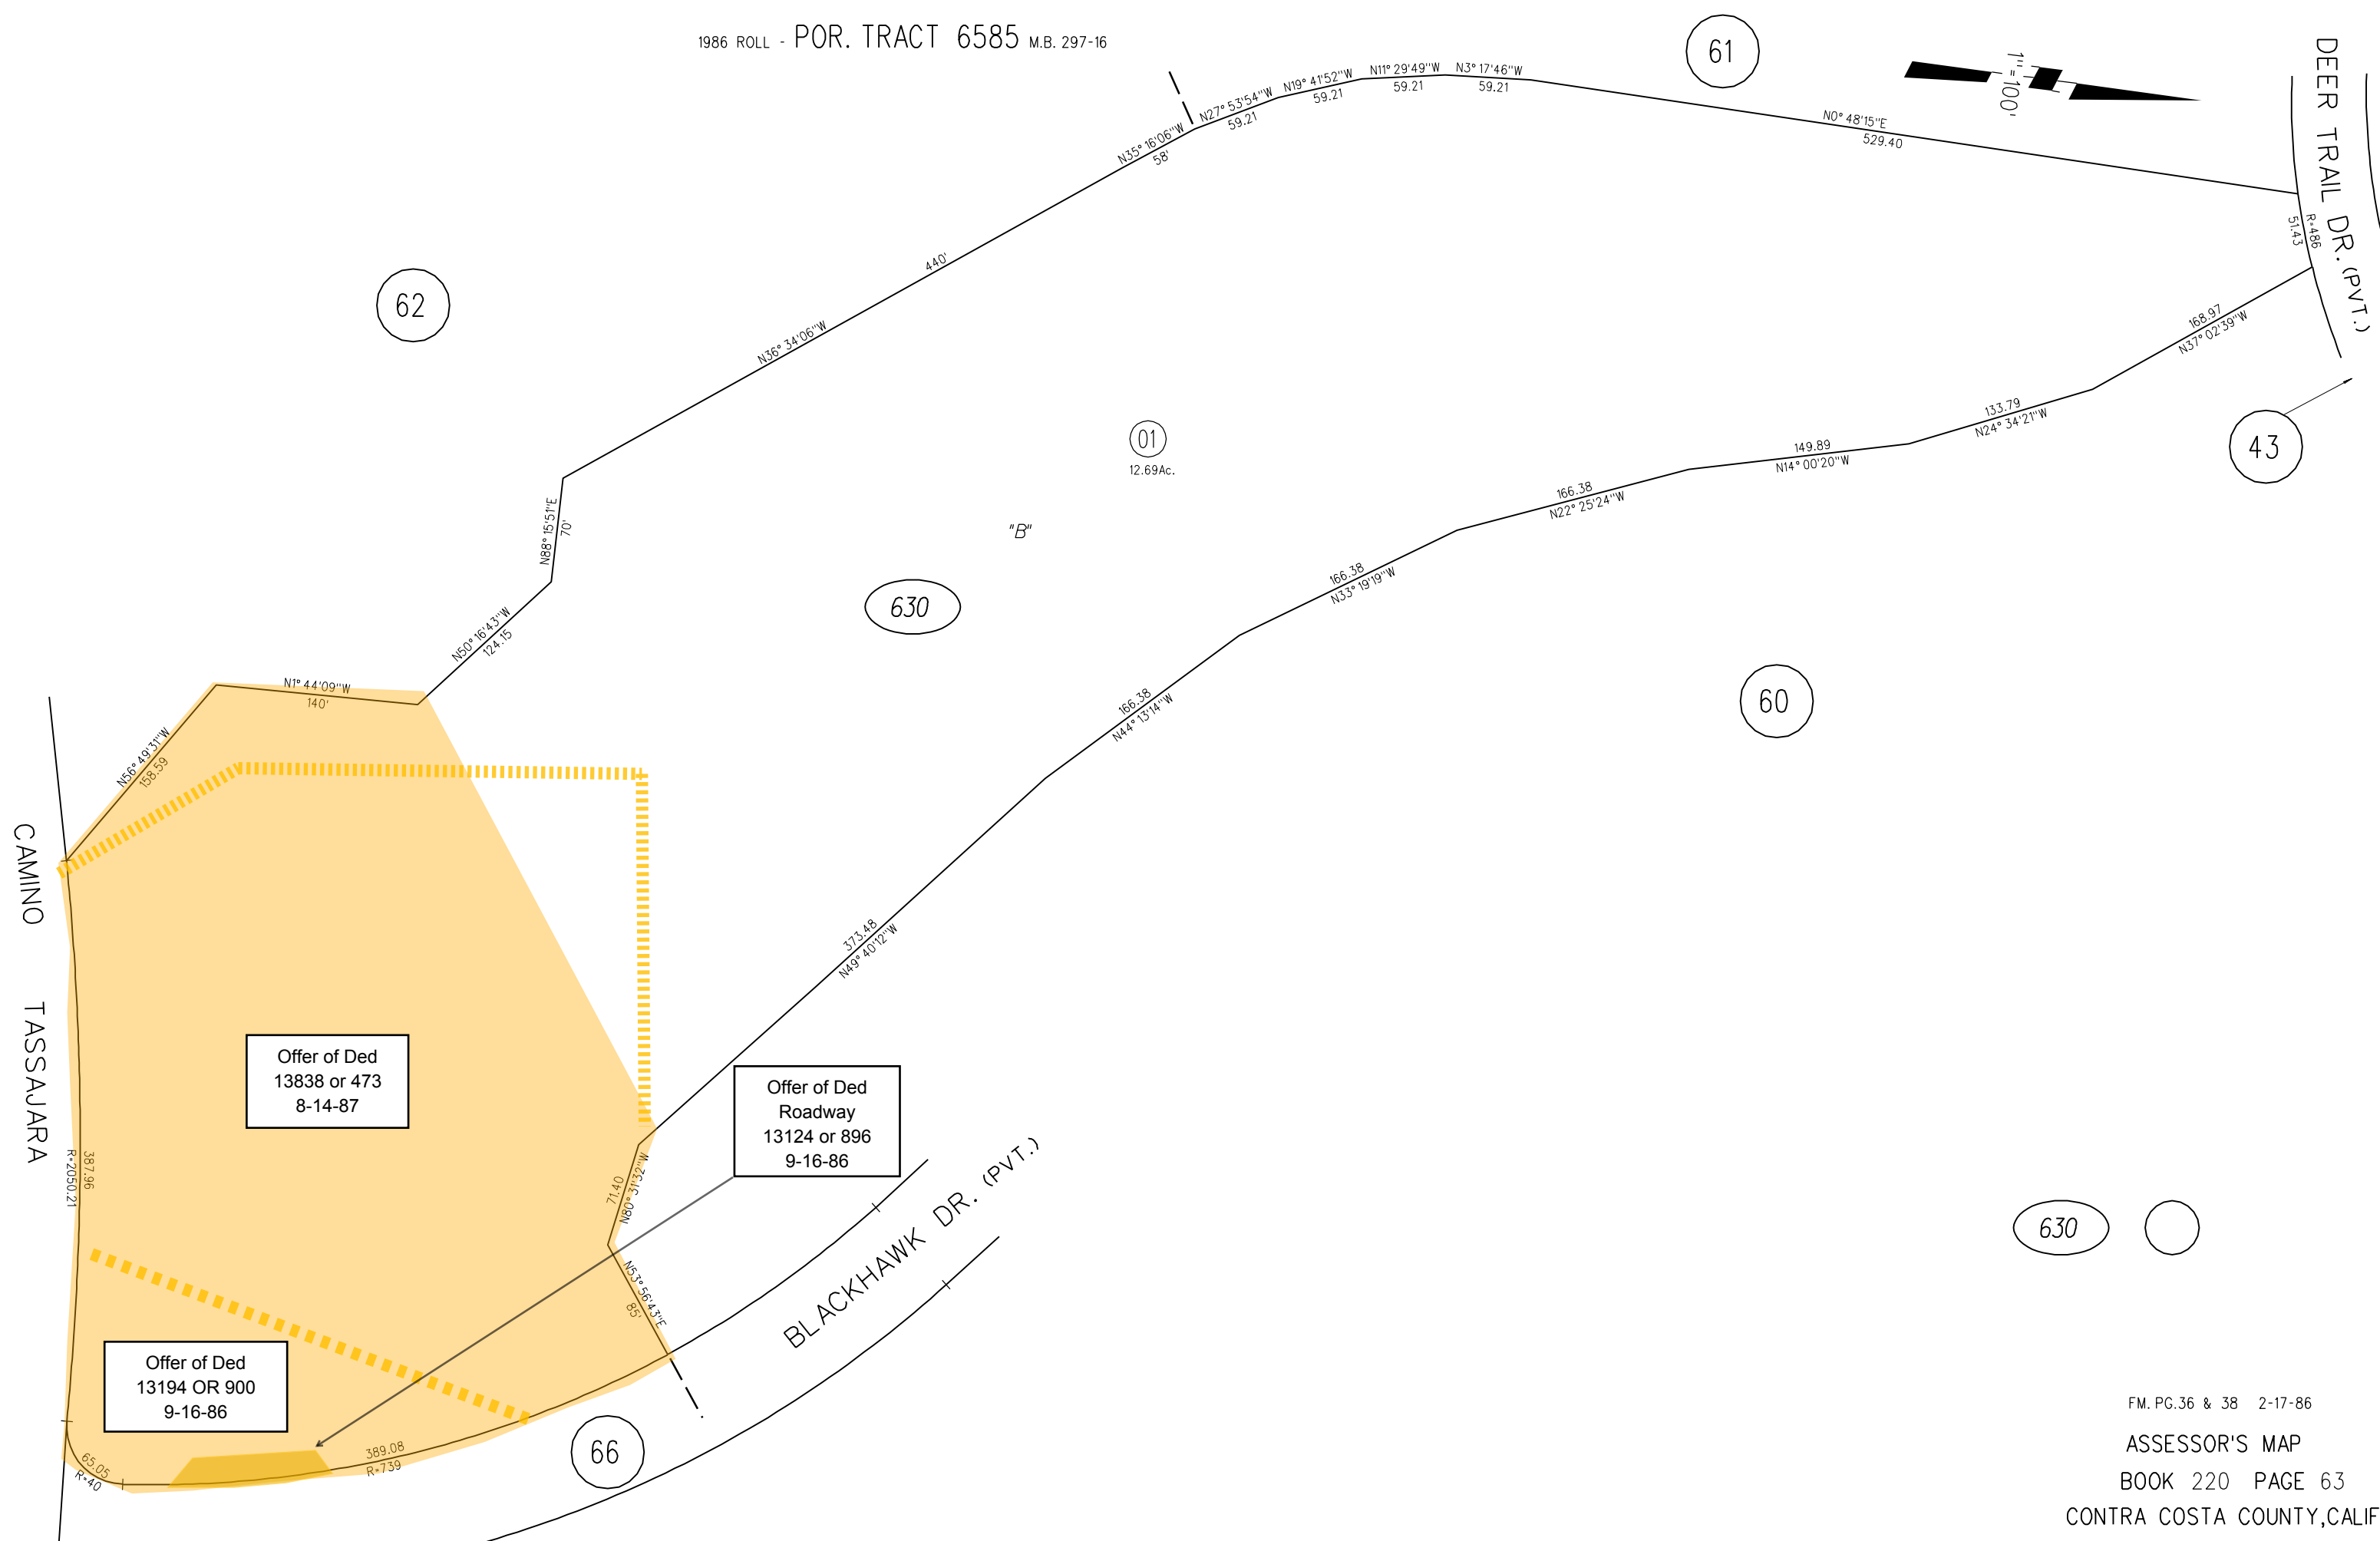 1986 ROLL - POR. TRACT 6585 M.B. 297-16
61
1" = 100'
DEER TRAIL DR. (PVT.)
N35° 16'06"W
58'
N27° 53'54"W
59.21
N19° 41'52"W
59.21
N11° 29'49"W
59.21
N3° 17'46"W
59.21
N0° 48'15"E
529.40
R=486
51.43
62
440'
N36° 34'06"W
168.97
N37° 02'39"W
43
133.79
N24° 34'21"W
149.89
N14° 00'20"W
01
12.69Ac.
"B"
166.38
N22° 25'24"W
N88° 15'51"E
70'
630
166.38
N33° 19'19"W
N50° 16'43"W
124.15
60
166.38
N44° 13'14"W
N1° 44'09"W
140'
N56° 49'31"W
158.59
CAMINO TASSAJARA
373.48
N49° 40'12"W
Offer of Ded
13838 or 473
8-14-87
Offer of Ded
Roadway
13124 or 896
9-16-86
387.96
R=2050.21
71.40
N80° 31'32"W
BLACKHAWK DR. (PVT.)
630
N53° 56'43"E
85'
Offer of Ded
13194 OR 900
9-16-86
66
389.08
R=739
65.05
R=40
FM. PG.36 & 38 2-17-86
ASSESSOR'S MAP
BOOK 220 PAGE 63
CONTRA COSTA COUNTY,CALIF